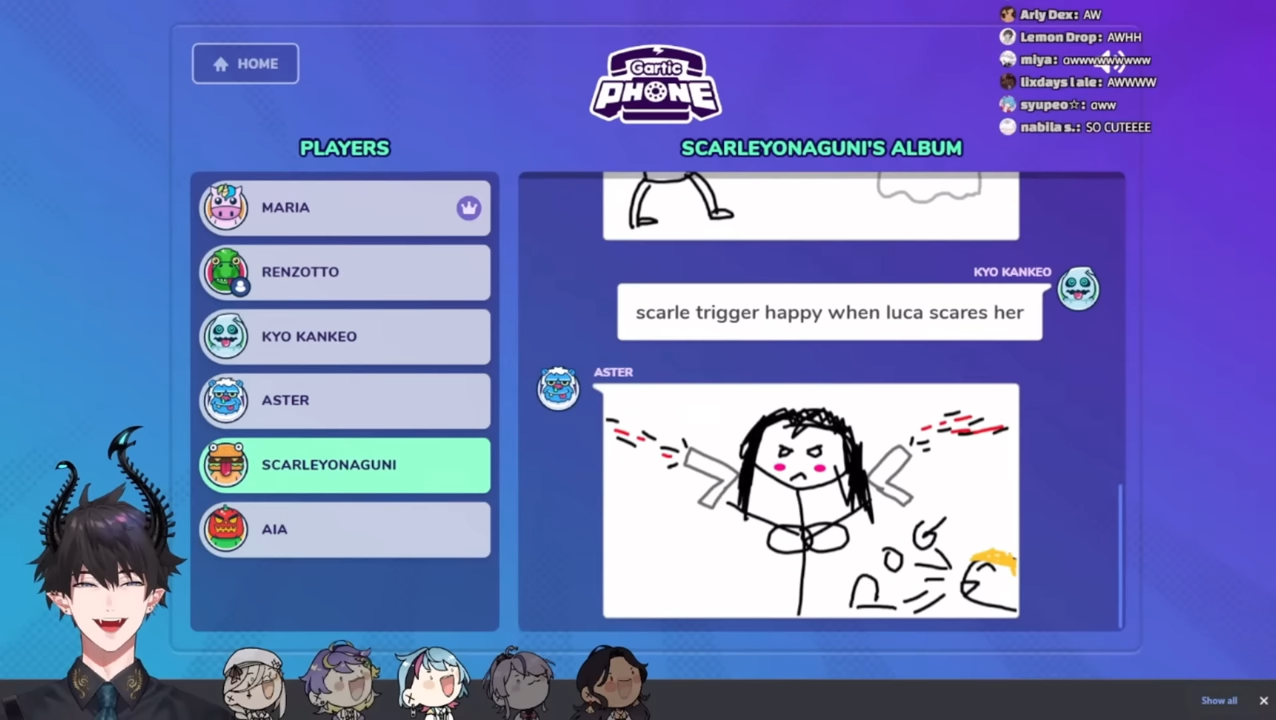 Arly Dex: AW
Lemon Drop: AWHH
miya: awwwwwwwww
lixdays lale: AWWWW
syupeo☆: aww
nabila s.: SO CUTEEEE
HOME
Gartic
PHONE
PLAYERS
SCARLEYONAGUNI'S ALBUM
MARIA
RENZOTTO
KYO KANKEO
ASTER
SCARLEYONAGUNI
AIA
KYO KANKEO
scarle trigger happy when luca scares her
ASTER
P O G
Show all